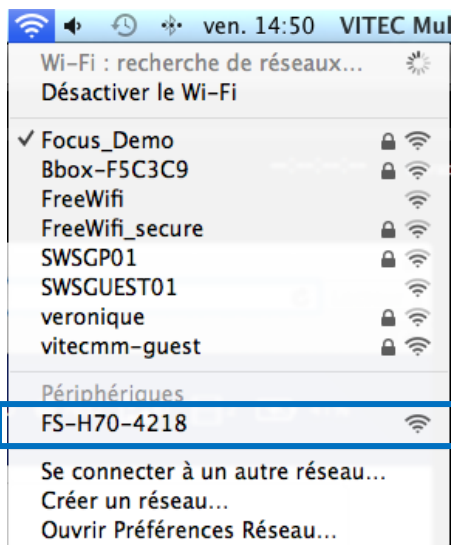 ven. 14:50 VITEC Mul
Wi-Fi : recherche de réseaux...
Désactiver le Wi-Fi
✓ Focus_Demo
Bbox-F5C3C9
FreeWifi
FreeWifi_secure
SWSGP01
SWSGUEST01
veronique
vitecmm-guest
Périphériques
FS-H70-4218
Se connecter à un autre réseau...
Créer un réseau...
Ouvrir Préférences Réseau...